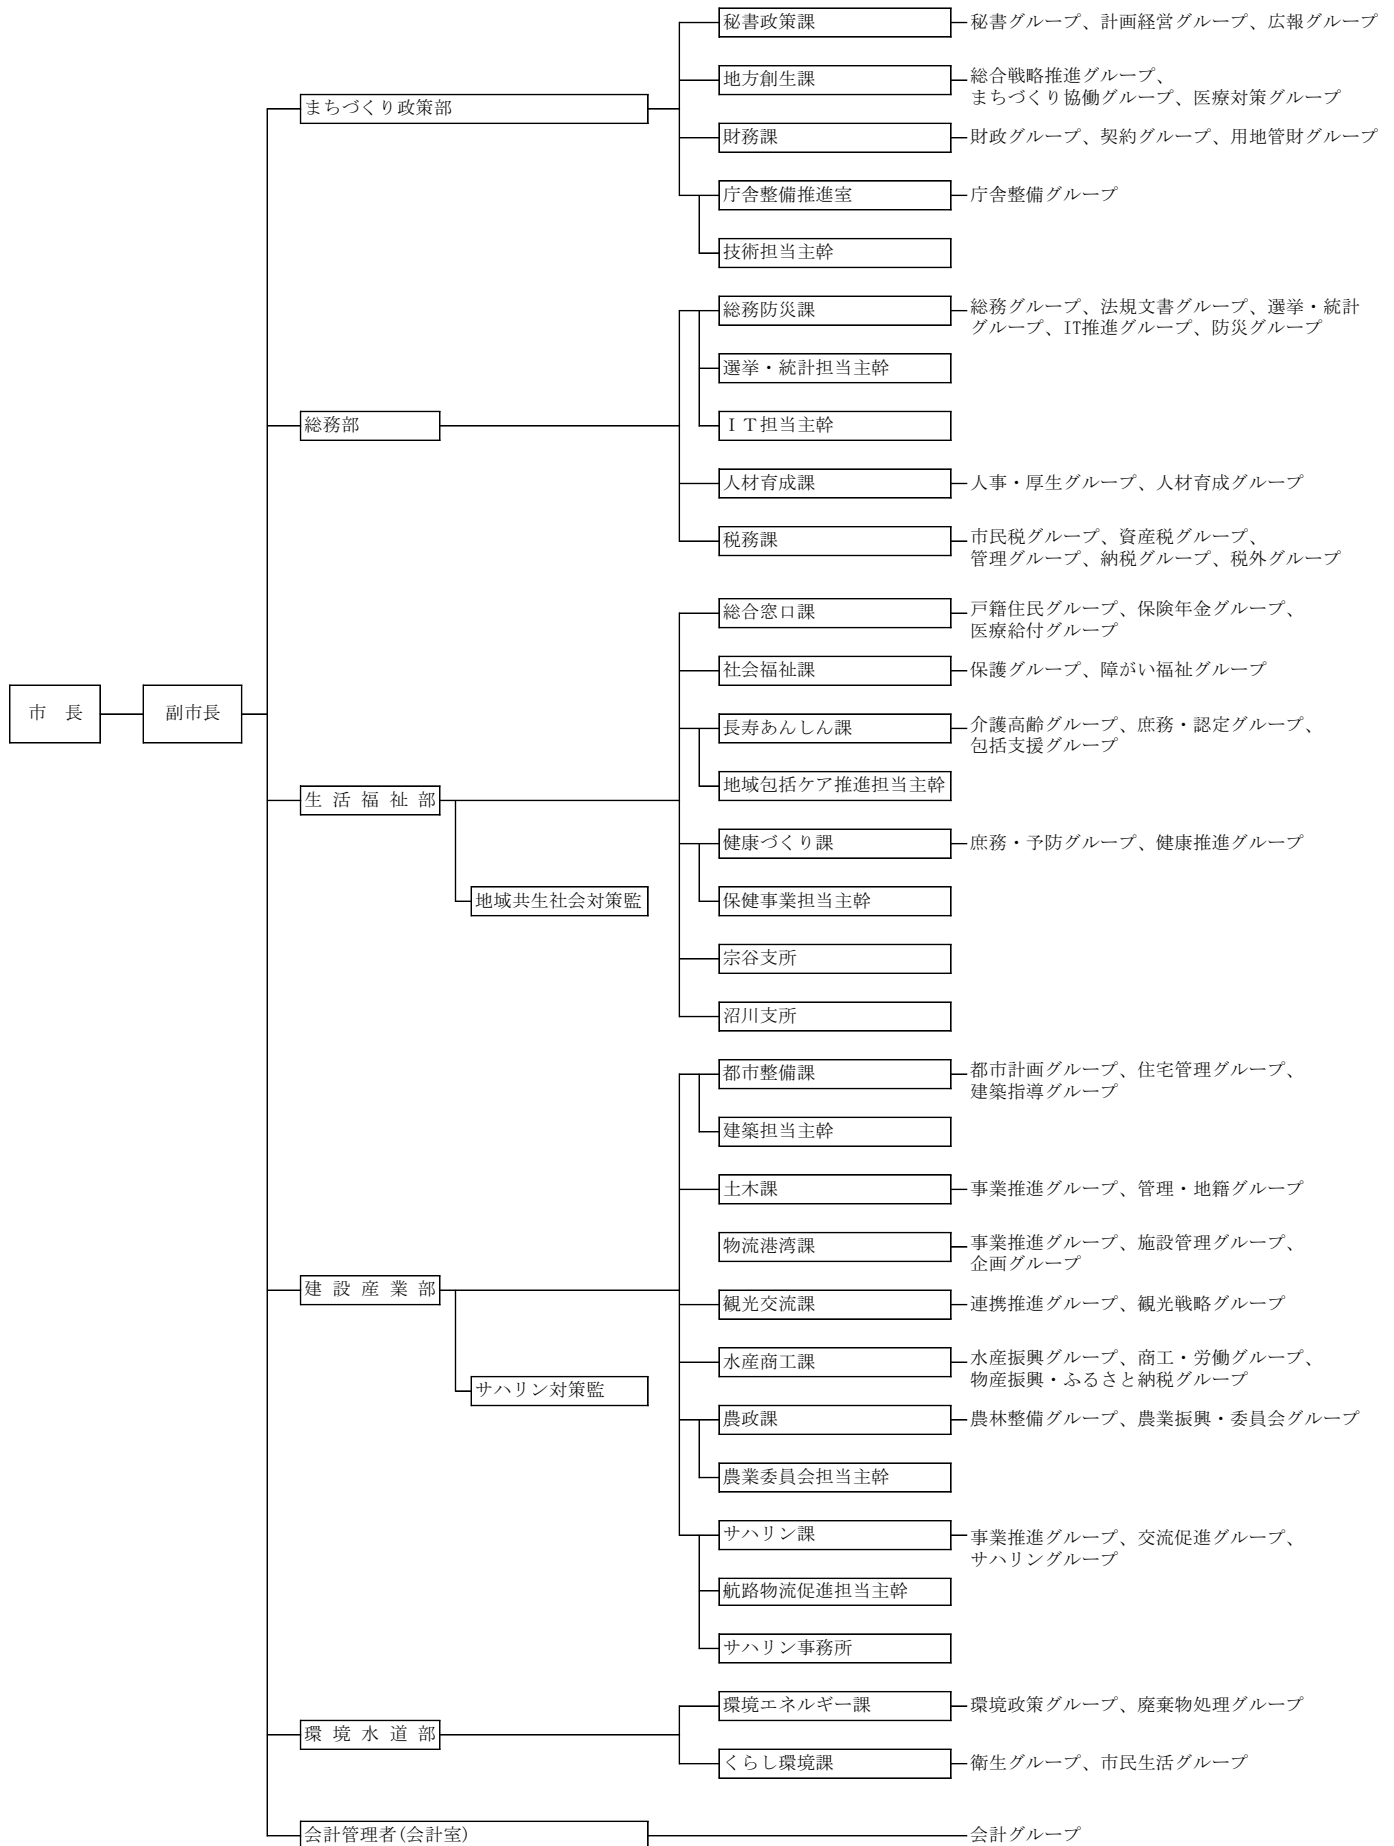 市　長
副市長
まちづくり政策部
秘書政策課
秘書グループ、計画経営グループ、広報グループ
地方創生課
総合戦略推進グループ、
まちづくり協働グループ、医療対策グループ
財務課
財政グループ、契約グループ、用地管財グループ
庁舎整備推進室
庁舎整備グループ
技術担当主幹
総務部
総務防災課
総務グループ、法規文書グループ、選挙・統計
グループ、IT推進グループ、防災グループ
選挙・統計担当主幹
ＩＴ担当主幹
人材育成課
人事・厚生グループ、人材育成グループ
税務課
市民税グループ、資産税グループ、
管理グループ、納税グループ、税外グループ
生 活 福 祉 部
地域共生社会対策監
総合窓口課
戸籍住民グループ、保険年金グループ、
医療給付グループ
社会福祉課
保護グループ、障がい福祉グループ
長寿あんしん課
介護高齢グループ、庶務・認定グループ、
包括支援グループ
地域包括ケア推進担当主幹
健康づくり課
庶務・予防グループ、健康推進グループ
保健事業担当主幹
宗谷支所
沼川支所
建 設 産 業 部
サハリン対策監
都市整備課
都市計画グループ、住宅管理グループ、
建築指導グループ
建築担当主幹
土木課
事業推進グループ、管理・地籍グループ
物流港湾課
事業推進グループ、施設管理グループ、
企画グループ
観光交流課
連携推進グループ、観光戦略グループ
水産商工課
水産振興グループ、商工・労働グループ、
物産振興・ふるさと納税グループ
農政課
農林整備グループ、農業振興・委員会グループ
農業委員会担当主幹
サハリン課
事業推進グループ、交流促進グループ、
サハリングループ
航路物流促進担当主幹
サハリン事務所
環 境 水 道 部
環境エネルギー課
環境政策グループ、廃棄物処理グループ
くらし環境課
衛生グループ、市民生活グループ
会計管理者(会計室)
会計グループ